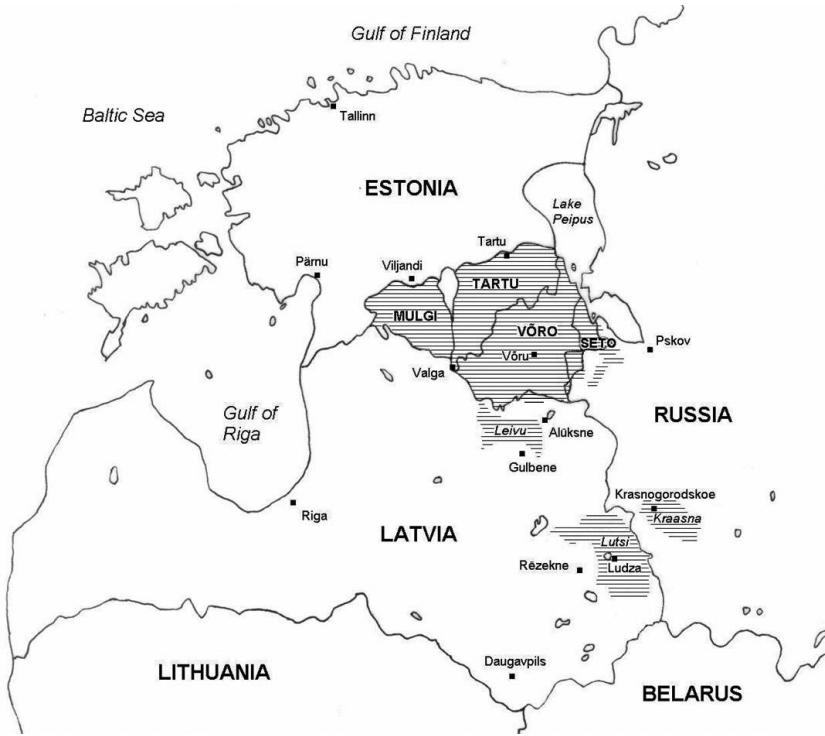 Gulf of Finland
Baltic Sea
Tallinn
ESTONIA
Lake
Peipus
Tartu
Pärnu
Viljandi
TARTU
MULGI
VÕRO
SETO
Võru
Pskov
Valga
Gulf of
Riga
RUSSIA
Leivu
Alūksne
Gulbene
Krasnogorodskoe
Kraasna
Riga
LATVIA
Lutsi
Rēzekne
Ludza
LITHUANIA
Daugavpils
BELARUS